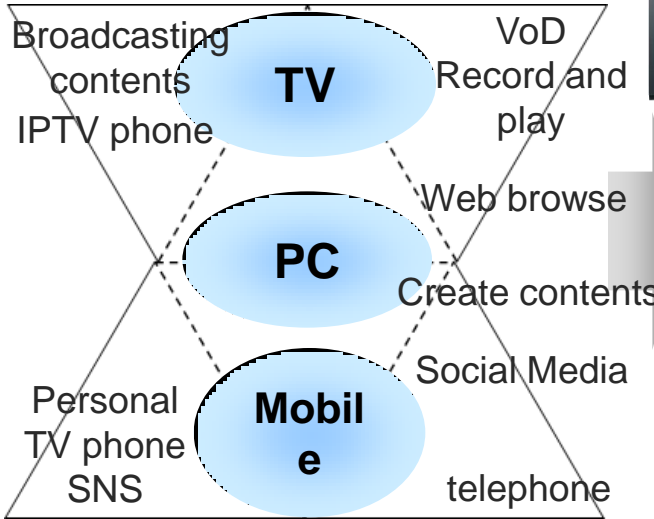 Broadcasting
contents
IPTV phone
TV
VoD
Record and
play
Web browse
PC
Create contents
Social Media
Personal
TV phone
SNS
Mobil
e
telephone